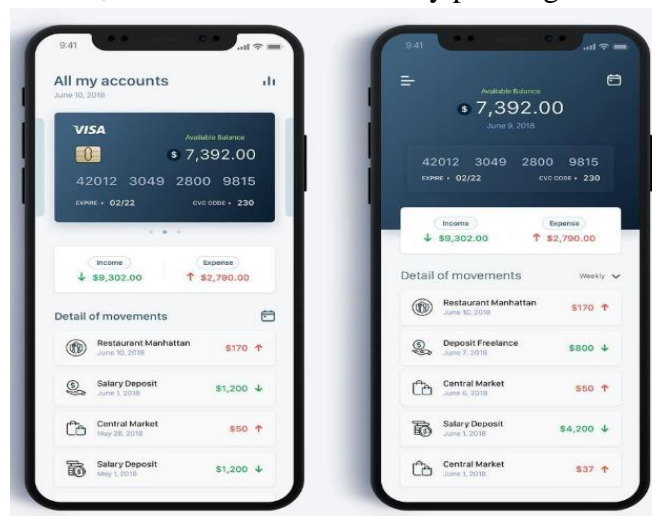 9:41
All my accounts
June 10, 2018
VISA
Available Balance
$ 7,392.00
42012 3049 2800 9815
EXPIRE • 02/22 CVC CODE • 230
Income Expense
↓ $9,302.00 ↑ $2,790.00
Detail of movements
Restaurant Manhattan
June 10, 2018
$170 ↑
Salary Deposit
June 1, 2018
$1,200 ↓
Central Market
May 28, 2018
$50 ↑
Salary Deposit
May 1, 2018
$1,200 ↓
9:41
Available Balance
$ 7,392.00
June 9, 2018
42012 3049 2800 9815
EXPIRE • 02/22 CVC CODE • 230
Income Expense
↓ $9,302.00 ↑ $2,790.00
Detail of movements Weekly
Restaurant Manhattan
June 10, 2018
$170 ↑
Deposit Freelance
June 7, 2018
$800 ↓
Central Market
June 6, 2018
$50 ↑
Salary Deposit
June 1, 2018
$4,200 ↓
Central Market
June 1, 2018
$37 ↑